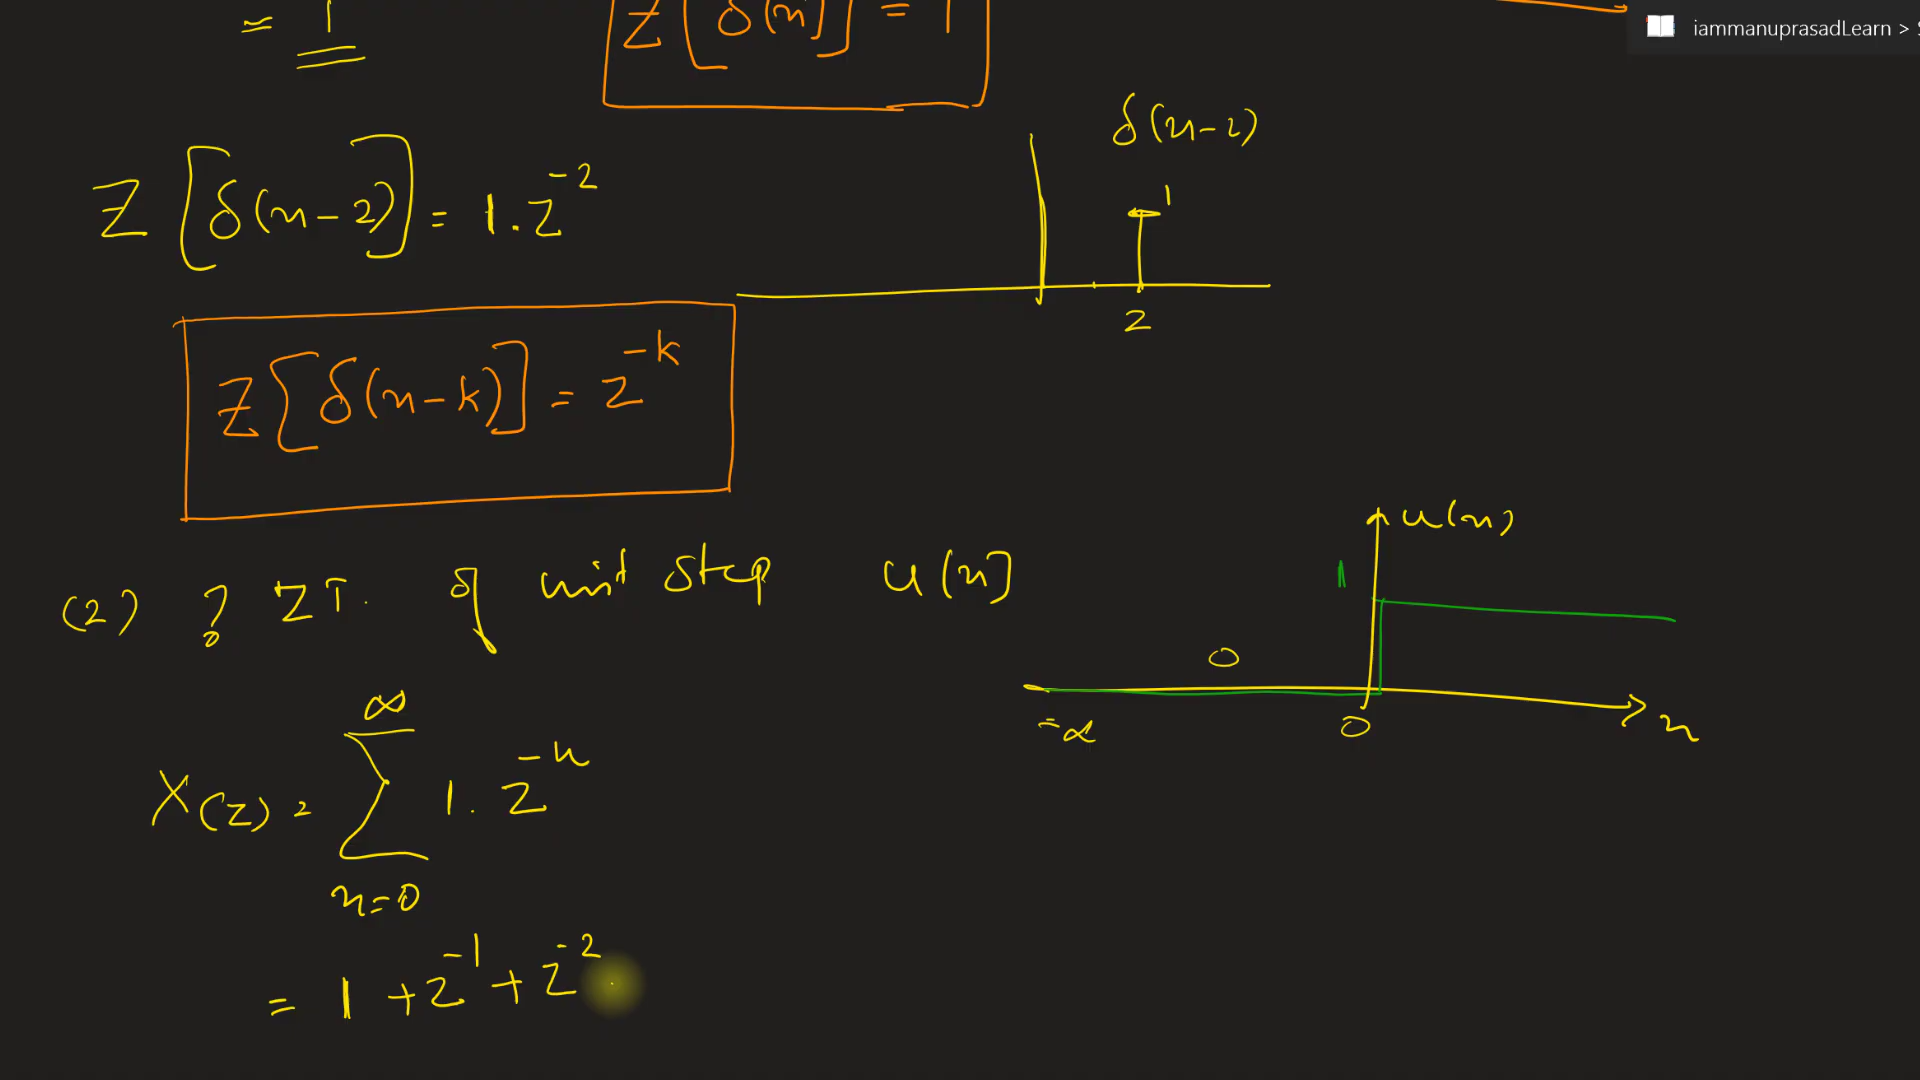 = 1
Z[δ(n)] = 1
iammanuprasadLearn >
δ(n-2)
Z[δ(n-2)] = 1.z⁻²
1
2
Z[δ(n-k)] = z⁻ᵏ
u(n)
(2) ? ZT. of unit step u(n)
1
0
-α 0 n
∞
X(z) = ∑ 1. z⁻ⁿ
n=0
= 1 + z⁻¹ + z⁻²